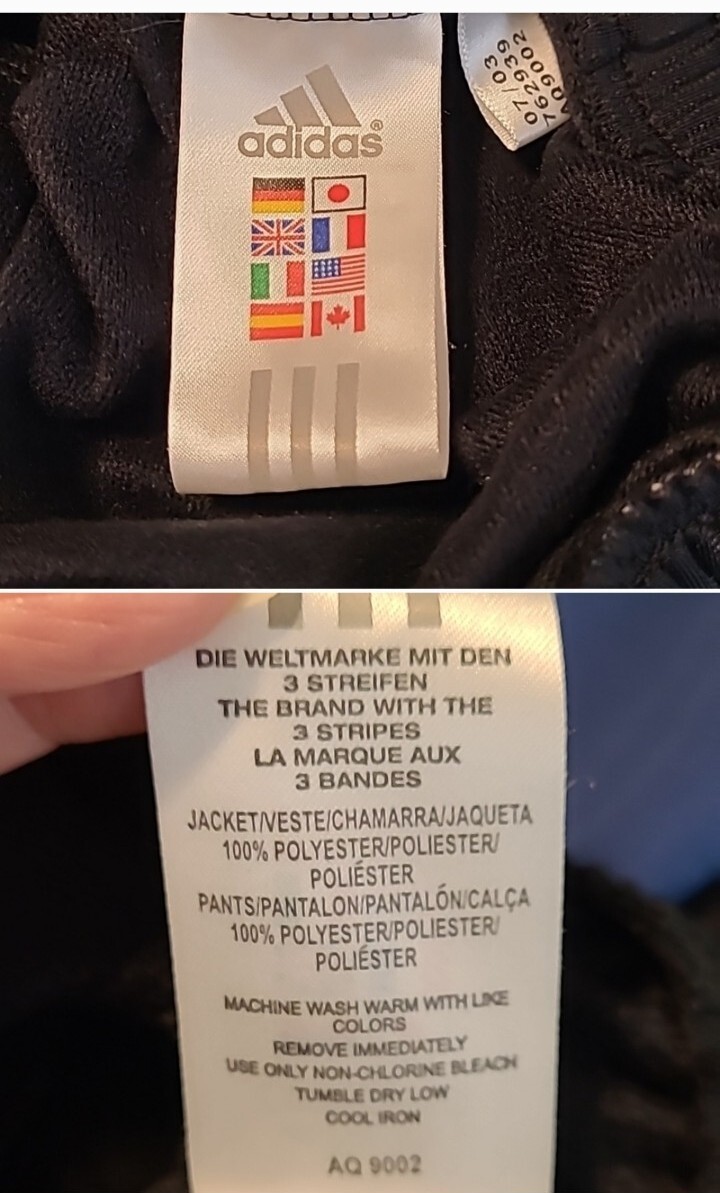 adidas®
07/03
7629339
AQ9002
DIE WELTMARKE MIT DEN
3 STREIFEN
THE BRAND WITH THE
3 STRIPES
LA MARQUE AUX
3 BANDES
JACKET/VESTE/CHAMARRA/JAQUETA
100% POLYESTER/POLIESTER/
POLIÉSTER
PANTS/PANTALON/PANTALÓN/CALÇA
100% POLYESTER/POLIESTER/
POLIÉSTER
MACHINE WASH WARM WITH LIKE
COLORS
REMOVE IMMEDIATELY
USE ONLY NON-CHLORINE BLEACH
TUMBLE DRY LOW
COOL IRON
AQ 9002